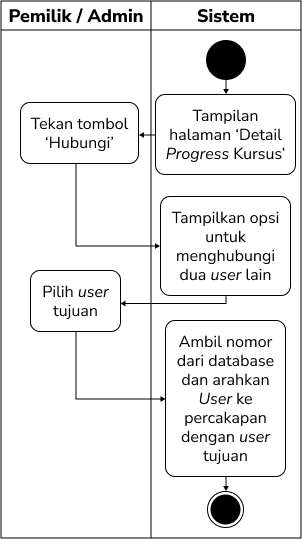 Pemilik / Admin
Sistem
Tampilan
halaman ‘Detail
Progress Kursus’
Tekan tombol
‘Hubungi’
Tampilkan opsi
untuk
menghubungi
dua user lain
Pilih user
tujuan
Ambil nomor
dari database
dan arahkan
User ke
percakapan
dengan user
tujuan